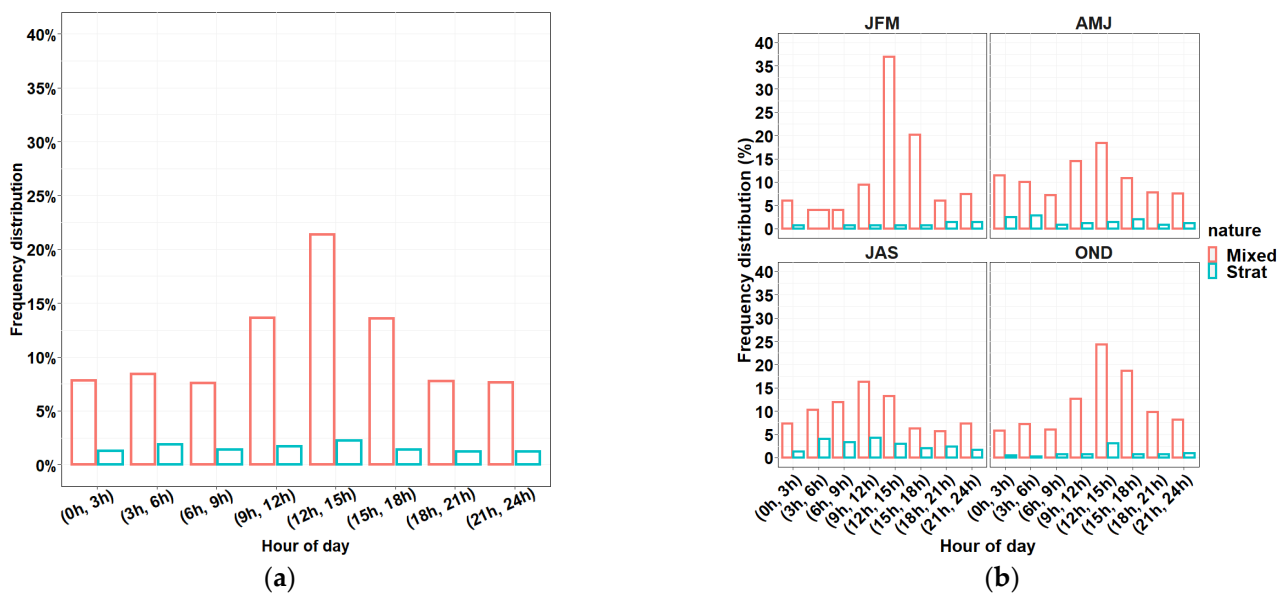 Frequency distribution
40%
35%
30%
25%
20%
15%
10%
5%
0%
(0h, 3h)
(3h, 6h)
(6h, 9h)
(9h, 12h)
(12h, 15h)
(15h, 18h)
(18h, 21h)
(21h, 24h)
Hour of day
(a)
JFM
AMJ
Frequency distribution (%)
40
35
30
25
20
15
10
5
0
JAS
OND
40
35
30
25
20
15
10
5
0
(0h, 3h)
(3h, 6h)
(6h, 9h)
(9h, 12h)
(12h, 15h)
(15h, 18h)
(18h, 21h)
(21h, 24h)
(0h, 3h)
(3h, 6h)
(6h, 9h)
(9h, 12h)
(12h, 15h)
(15h, 18h)
(18h, 21h)
(21h, 24h)
Hour of day
nature
Mixed
Strat
(b)